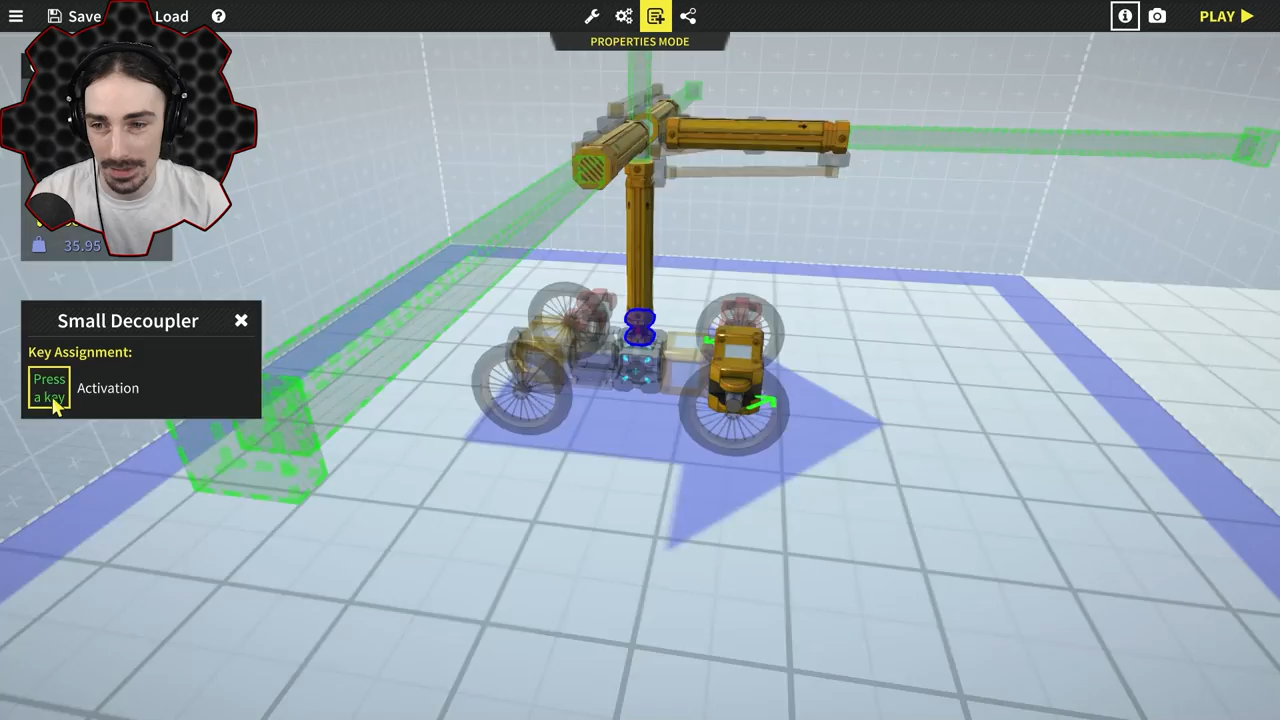 Save
Load
PLAY
PROPERTIES MODE
35.95
Small Decoupler
Key Assignment:
Press
a key
Activation